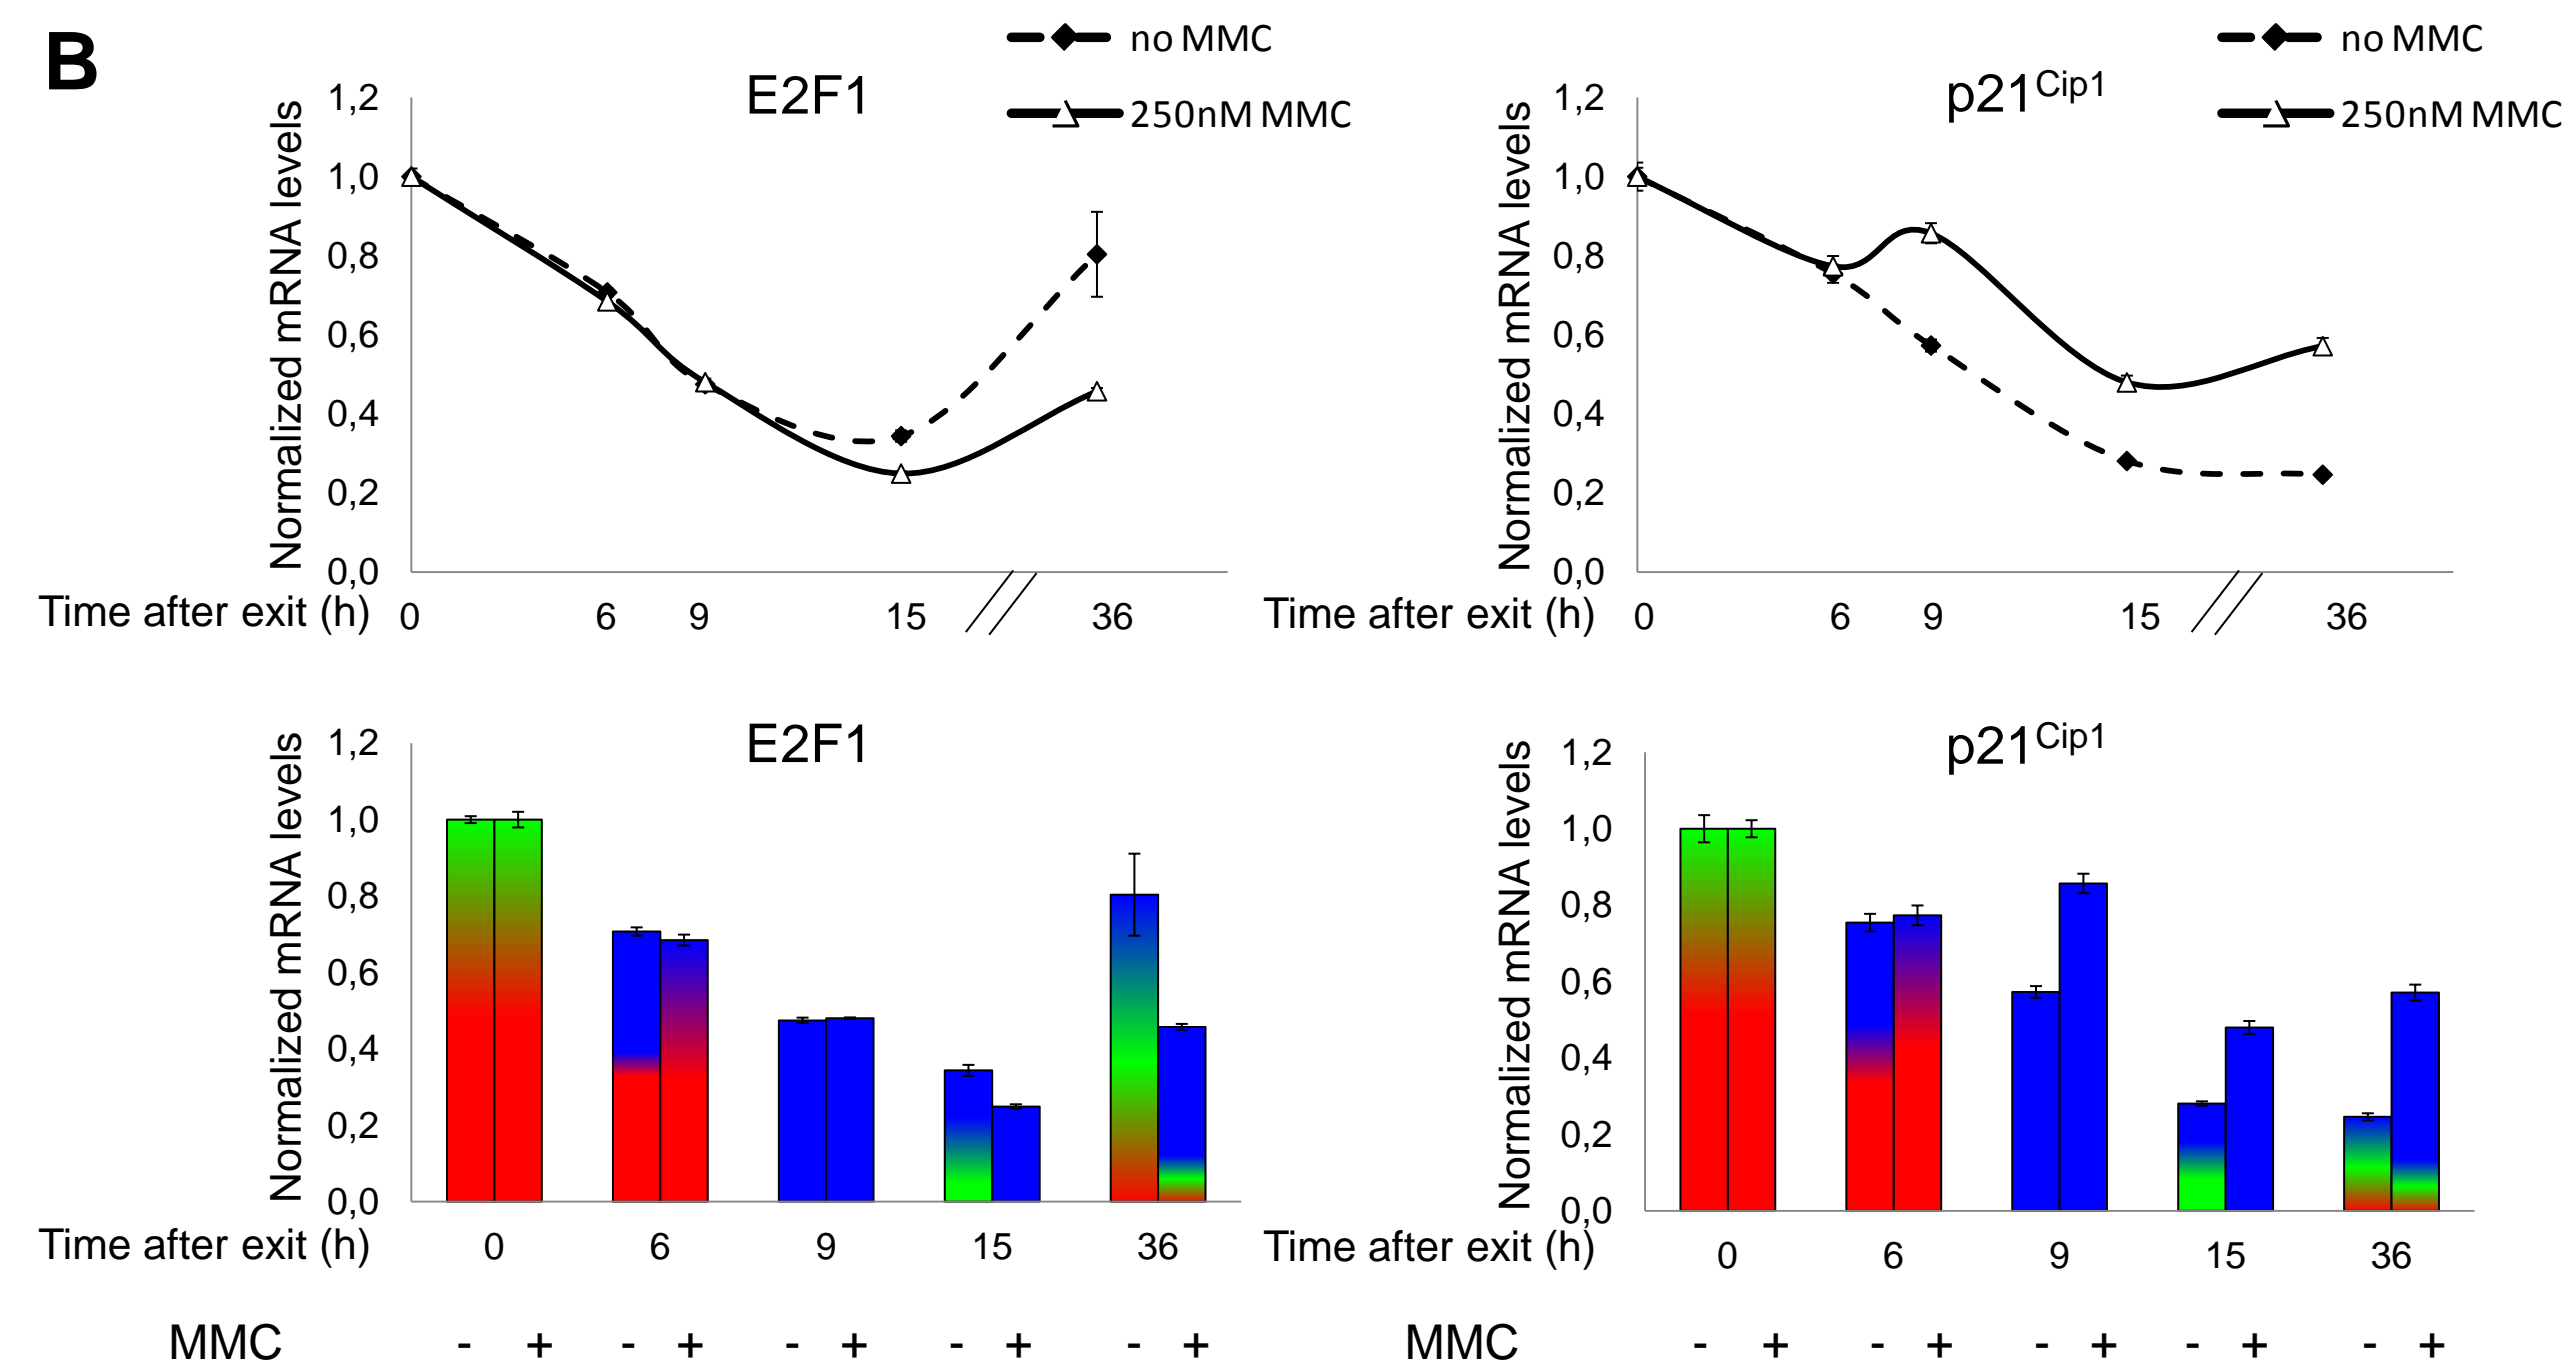 B
no MMC
250nM MMC
E2F1
Normalized mRNA levels
1,2
1,0
0,8
0,6
0,4
0,2
0,0
Time after exit (h) 0 6 9 15 36
no MMC
250nM MMC
p21Cip1
Normalized mRNA levels
1,2
1,0
0,8
0,6
0,4
0,2
0,0
Time after exit (h) 0 6 9 15 36
E2F1
Normalized mRNA levels
1,2
1,0
0,8
0,6
0,4
0,2
0,0
Time after exit (h) 0 6 9 15 36
MMC - + - + - + - + - +
p21Cip1
Normalized mRNA levels
1,2
1,0
0,8
0,6
0,4
0,2
0,0
Time after exit (h) 0 6 9 15 36
MMC - + - + - + - + - +